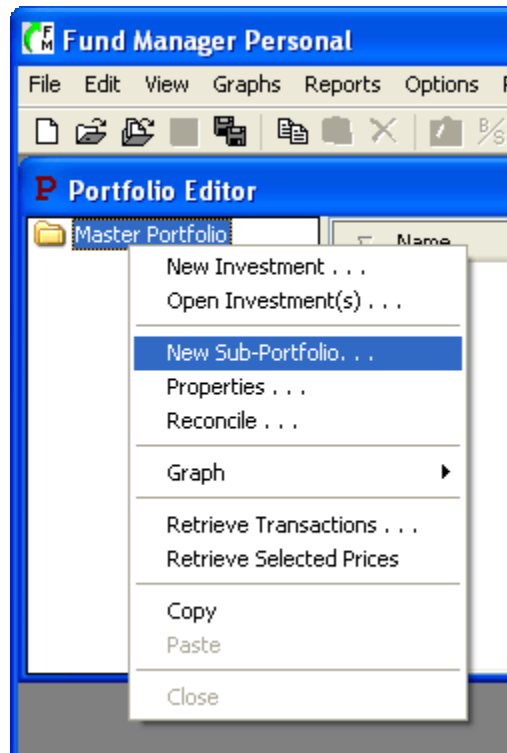 Fund Manager Personal
File Edit View Graphs Reports Options
Portfolio Editor
Master Portfolio Name
New Investment . . .
Open Investment(s) . . .
New Sub-Portfolio. . .
Properties . . .
Reconcile . . .
Graph
Retrieve Transactions . . .
Retrieve Selected Prices
Copy
Paste
Close